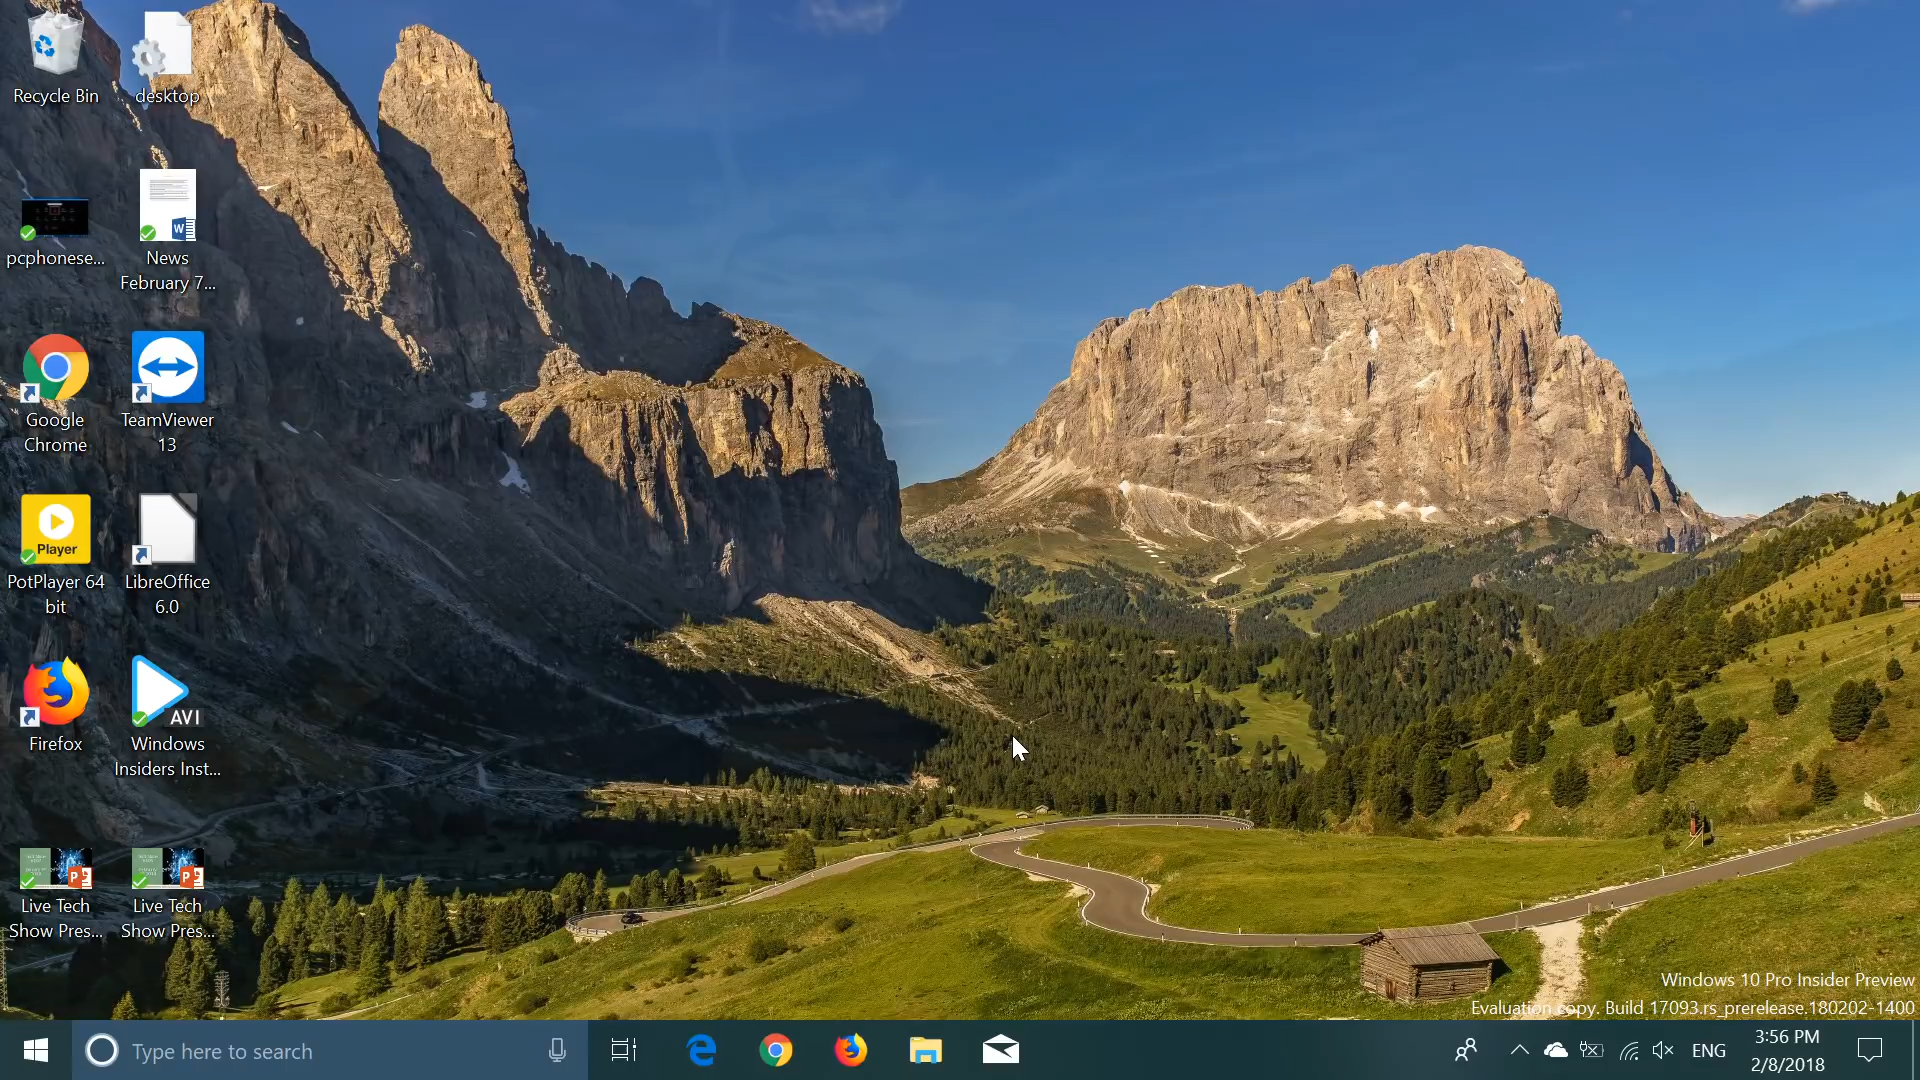 Recycle Bin
desktop
pcphonese...
News
February 7...
Google
Chrome
TeamViewer
13
Player
PotPlayer 64
bit
LibreOffice
6.0
Firefox
AVI
Windows
Insiders Inst...
Live Tech
Show Pres...
Live Tech
Show Pres...
Windows 10 Pro Insider Preview
Evaluation copy. Build 17093.rs_prerelease.180202-1400
Type here to search
ENG
3:56 PM
2/8/2018